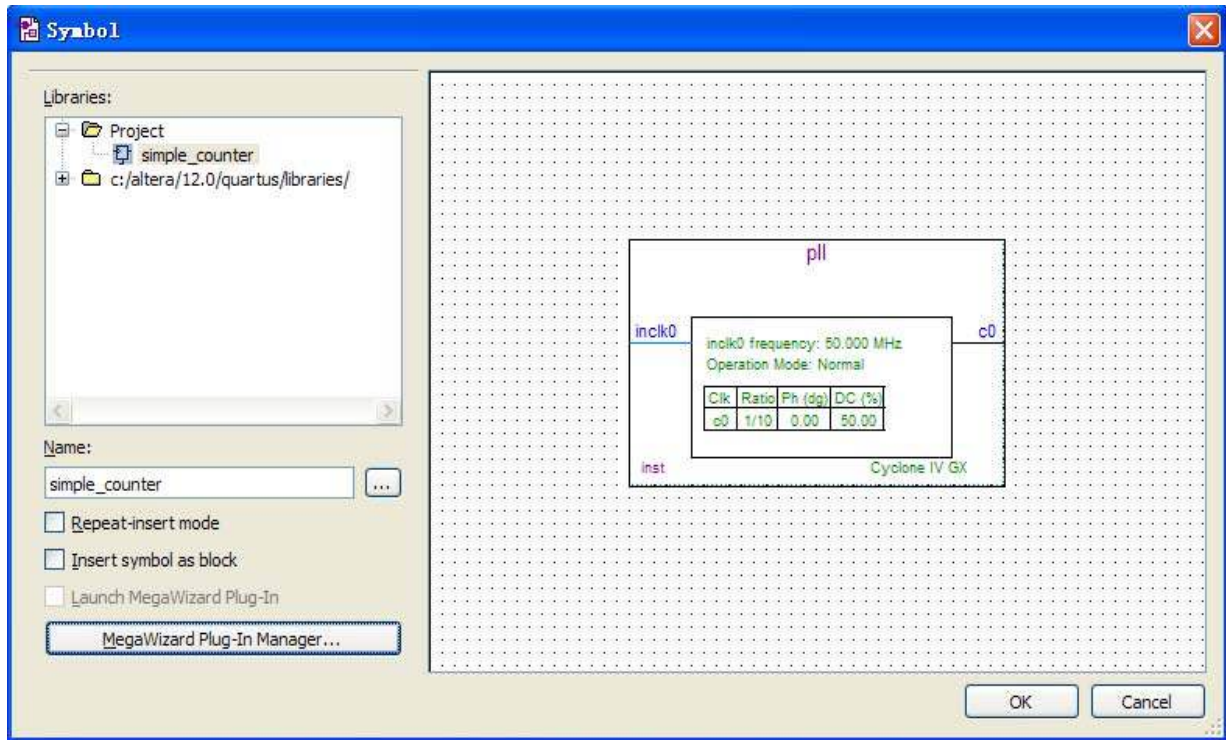 Symbol
Libraries:
Project
simple_counter
c:/altera/12.0/quartus/libraries/
Name:
simple_counter
...
Repeat-insert mode
Insert symbol as block
Launch MegaWizard Plug-In
MegaWizard Plug-In Manager...
pll
inclk0
c0
inclk0 frequency: 50.000 MHz
Operation Mode: Normal
Clk Ratio Ph (dg) DC (%)
c0 1/10 0.00 50.00
inst
Cyclone IV GX
OK
Cancel